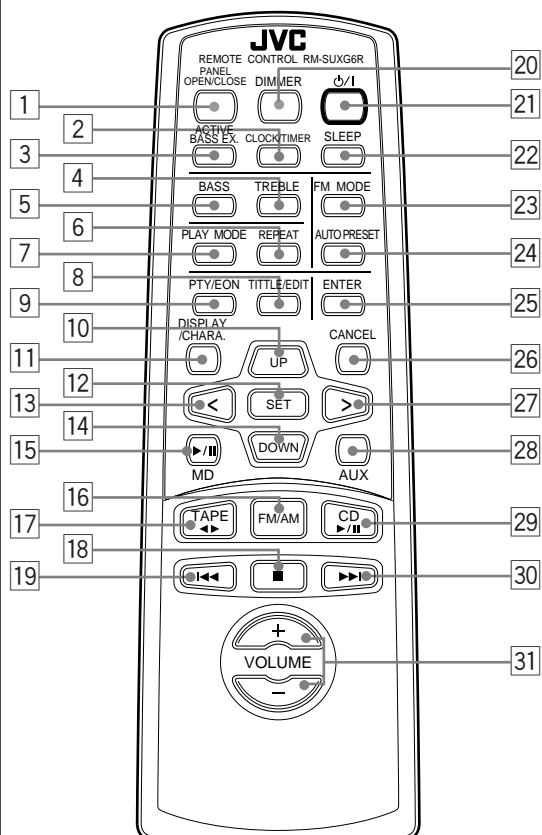 JVC
REMOTE CONTROL RM-SUXG6R
PANEL
OPEN/CLOSE DIMMER ⏻/I
ACTIVE
BASS EX. CLOCK/TIMER SLEEP
BASS TREBLE FM MODE
PLAY MODE REPEAT AUTO PRESET
PTY/EON TITTLE/EDIT ENTER
DISPLAY
/CHARA. CANCEL
UP
< SET >
DOWN
MD AUX
TAPE FM/AM CD
+
VOLUME
–
1
2
3
4
5
6
7
8
9
10
11
12
13
14
15
16
17
18
19
20
21
22
23
24
25
26
27
28
29
30
31